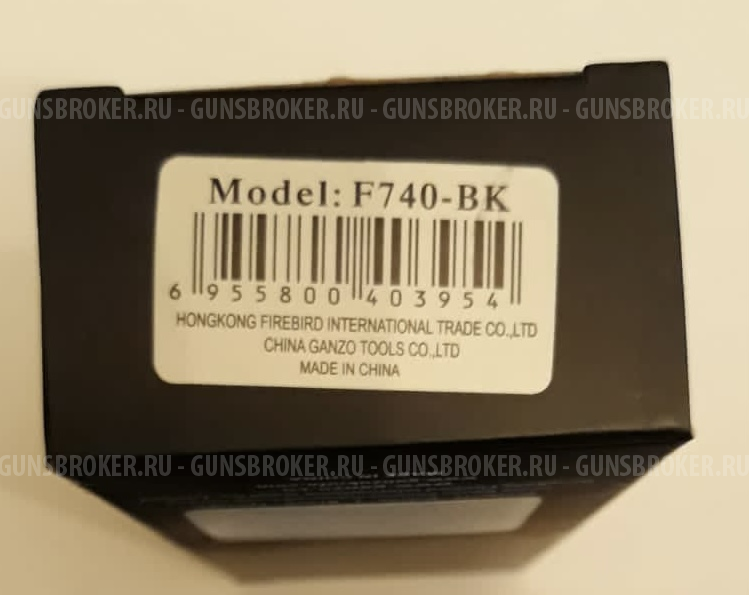 GUNSBROKER.RU - GUNSBROKER.RU - GUNSBROKER.RU - GUNSBROKER.RU
Model: F740-BK
6 955800 403954
HONGKONG FIREBIRD INTERNATIONAL TRADE CO.,LTD
CHINA GANZO TOOLS CO.,LTD
MADE IN CHINA
GUNSBROKER.RU - GUNSBROKER.RU - GUNSBROKER.RU - GUNSBROKER.RU